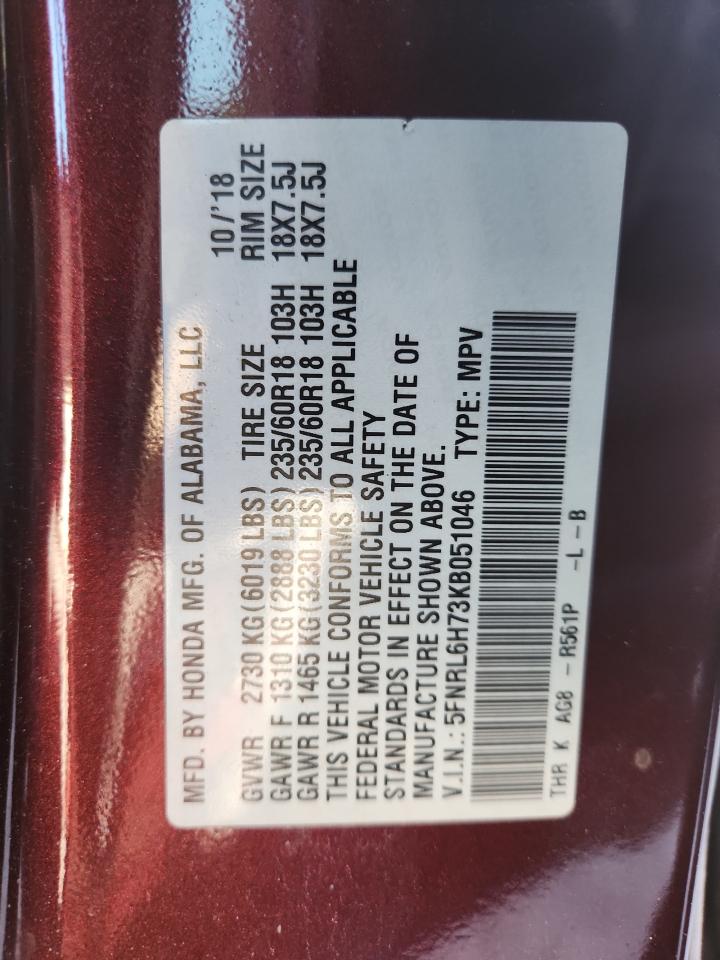 MFD. BY HONDA MFG. OF ALABAMA, LLC 10/'18
GVWR 2730 KG(6019 LBS) TIRE SIZE RIM SIZE
GAWR F 1310 KG(2888 LBS) 235/60R18 103H 18X7.5J
GAWR R 1465 KG(3230 LBS) 235/60R18 103H 18X7.5J
THIS VEHICLE CONFORMS TO ALL APPLICABLE
FEDERAL MOTOR VEHICLE SAFETY
STANDARDS IN EFFECT ON THE DATE OF
MANUFACTURE SHOWN ABOVE.
V.I.N.: 5FNRL6H73KB051046 TYPE: MPV
THR K AG8 -R561P -L-B